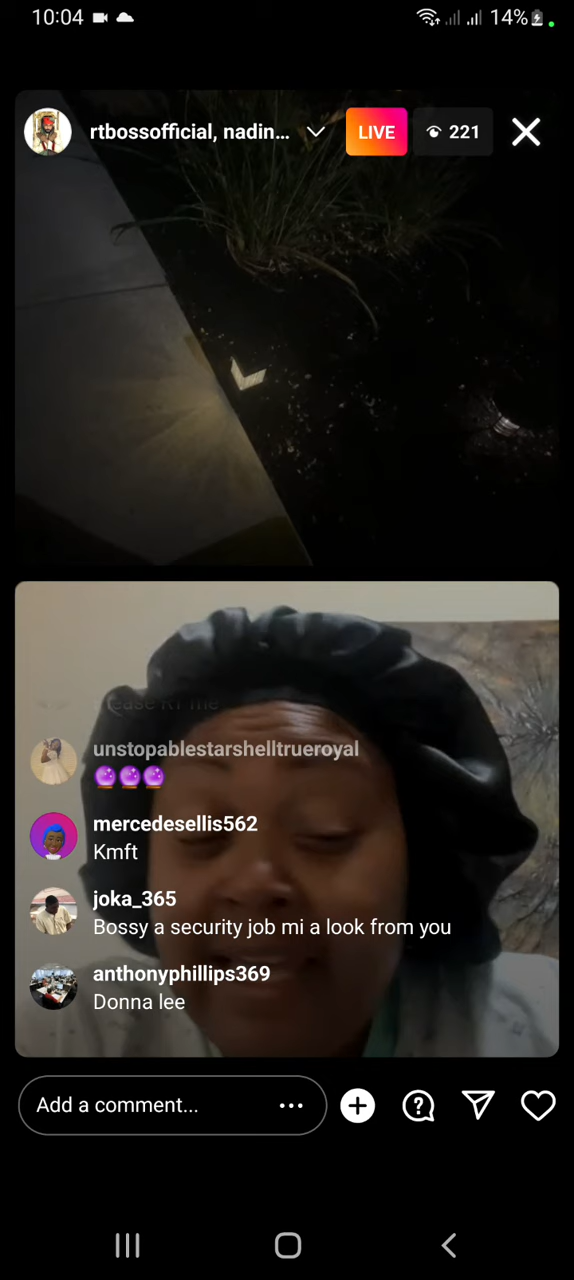 10:04
14%
rtbossofficial, nadin...
LIVE
221
unstopablestarshelltrueroyal
mercedesellis562
Kmft
joka_365
Bossy a security job mi a look from you
anthonyphillips369
Donna lee
Add a comment...